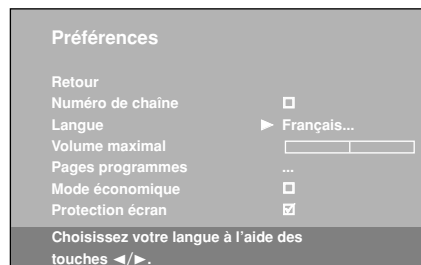 Préférences
Retour
Numéro de chaîne
Langue ▶ Français...
Volume maximal
Pages programmes ...
Mode économique
Protection écran
Choisissez votre langue à l'aide des
touches ◄/►.